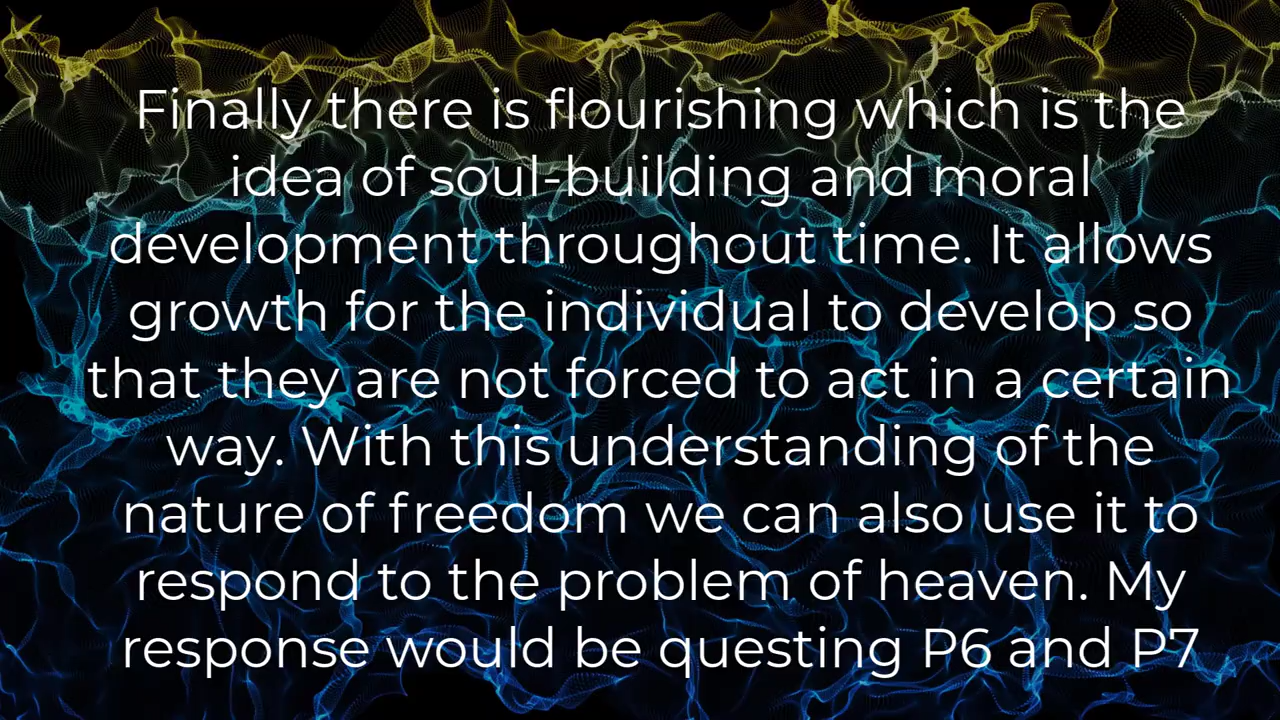 Finally there is flourishing which is the
idea of soul-building and moral
development throughout time. It allows
growth for the individual to develop so
that they are not forced to act in a certain
way. With this understanding of the
nature of freedom we can also use it to
respond to the problem of heaven. My
response would be questing P6 and P7